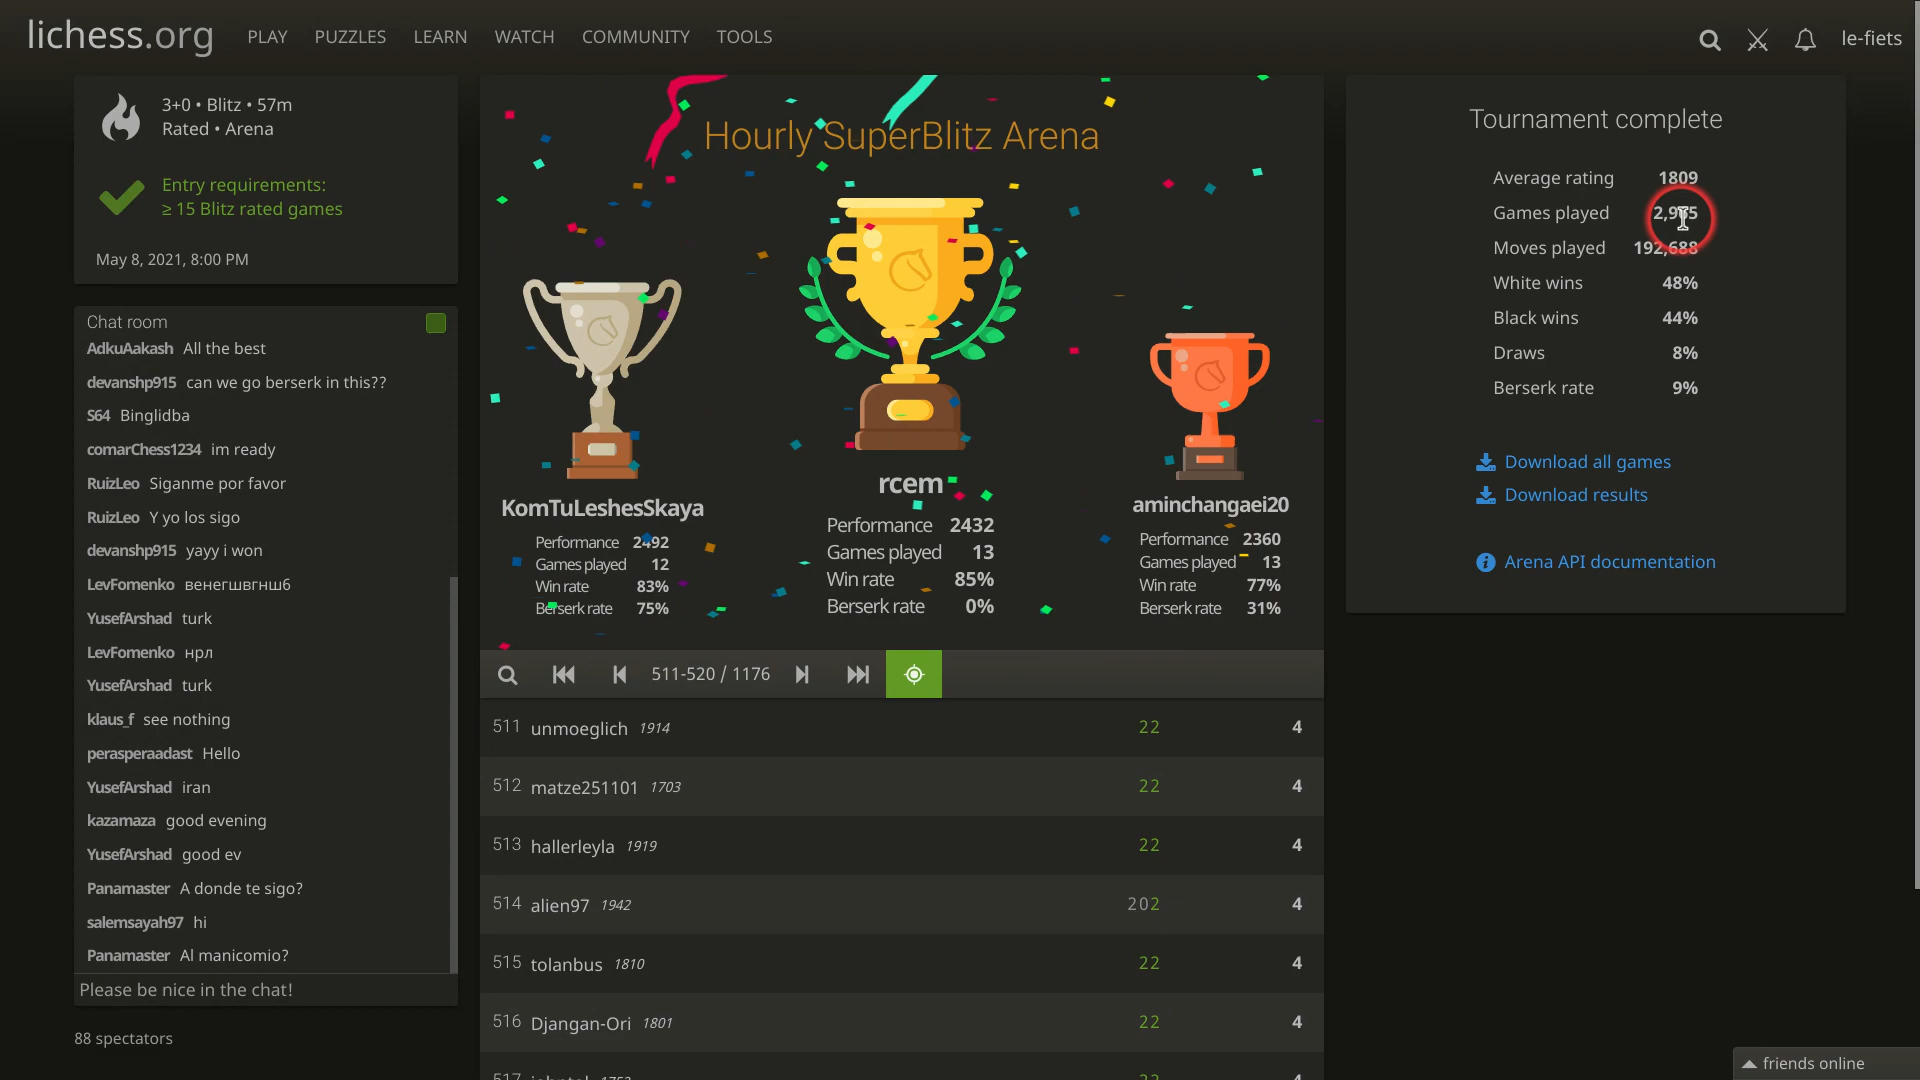 lichess.org
PLAY PUZZLES LEARN WATCH COMMUNITY TOOLS
le-fiets
3+0 • Blitz • 57m
Rated • Arena
Entry requirements:
≥ 15 Blitz rated games
May 8, 2021, 8:00 PM
Chat room
AdkuAakash All the best
devanshp915 can we go berserk in this??
S64 Binglidba
comarChess1234 im ready
RuizLeo Siganme por favor
RuizLeo Y yo los sigo
devanshp915 yayy i won
LevFomenko венегшвгнш6
YusefArshad turk
LevFomenko нрл
YusefArshad turk
klaus_f see nothing
perasperaadast Hello
YusefArshad iran
kazamaza good evening
YusefArshad good ev
Panamaster A donde te sigo?
salemsayah97 hi
Panamaster Al manicomio?
Please be nice in the chat!
88 spectators
Hourly SuperBlitz Arena
KomTuLeshesSkaya
Performance 2492
Games played 12
Win rate 83%
Berserk rate 75%
rcem
Performance 2432
Games played 13
Win rate 85%
Berserk rate 0%
aminchangaei20
Performance 2360
Games played 13
Win rate 77%
Berserk rate 31%
511-520 / 1176
511 unmoeglich 1914 22 4
512 matze251101 1703 22 4
513 hallerleyla 1919 22 4
514 alien97 1942 202 4
515 tolanbus 1810 22 4
516 Djangan-Ori 1801 22 4
Tournament complete
Average rating 1809
Games played
Moves played 192,688
White wins 48%
Black wins 44%
Draws 8%
Berserk rate 9%
Download all games
Download results
Arena API documentation
friends online